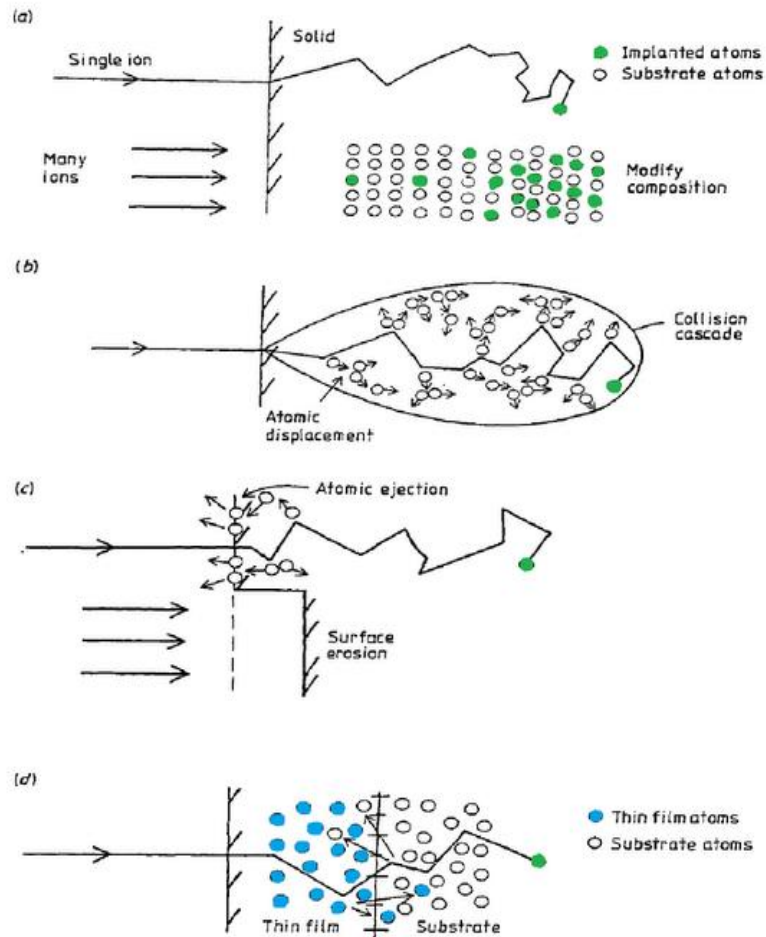 (a)
Solid
Single ion
Implanted atoms
Substrate atoms
Many
ions
Modify
composition
(b)
Collision
cascade
Atomic
displacement
(c)
Atomic ejection
Surface
erosion
(d)
Thin film atoms
Substrate atoms
Thin film
Substrate